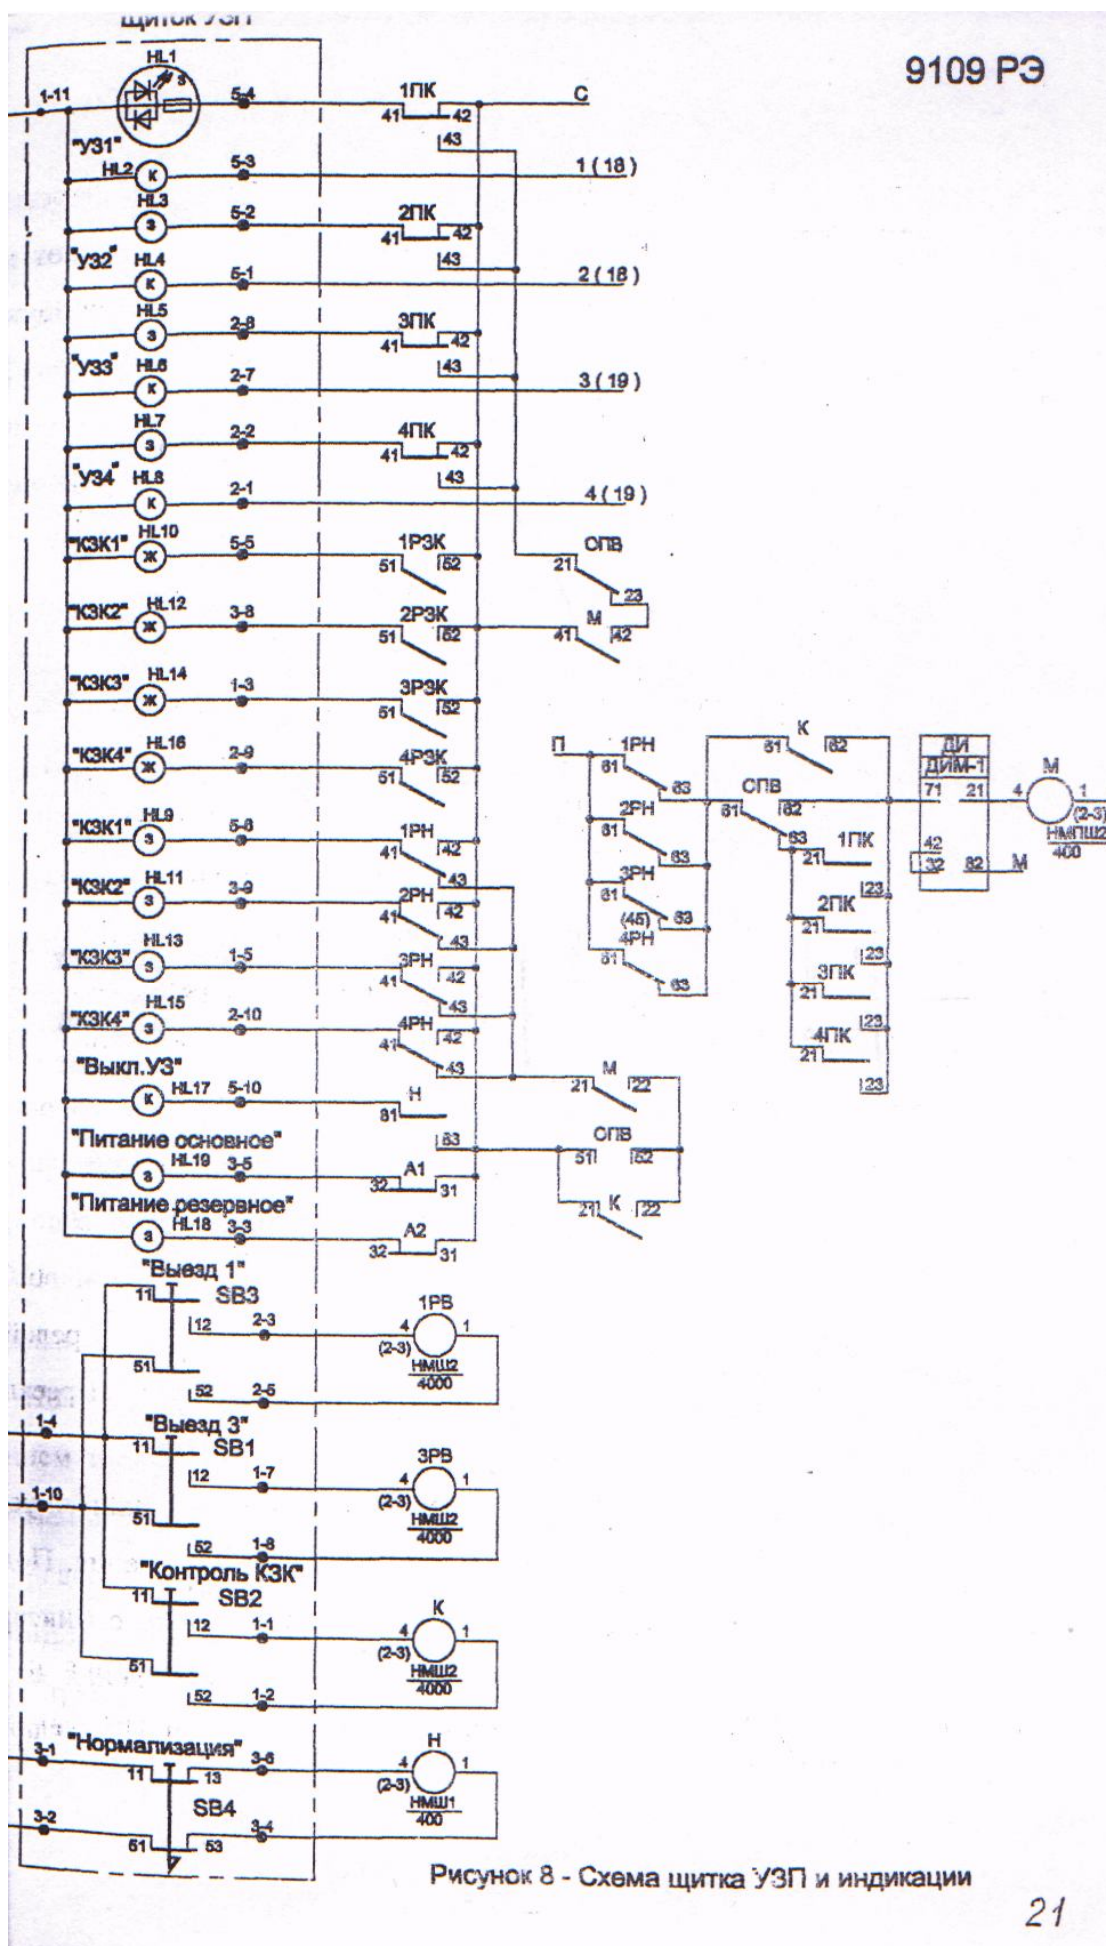 Щиток УЗП
9109 РЭ
HL1
s
1-11
5-4
1ПК
41
42
С
43
"УЗ1"
HL2
К
5-3
1 ( 18 )
HL3
З
5-2
2ПК
41
42
43
"УЗ2"
HL4
К
5-1
2 ( 18 )
HL5
З
2-8
3ПК
41
42
43
"УЗ3"
HL6
К
2-7
3 ( 19 )
HL7
З
2-2
4ПК
41
42
43
"УЗ4"
HL8
К
2-1
4 ( 19 )
"КЗК1"
HL10
Ж
5-5
1РЗК
51
52
ОПВ
21
23
"КЗК2"
HL12
Ж
3-8
2РЗК
51
52
М
41
42
"КЗК3"
HL14
Ж
1-3
3РЗК
51
52
"КЗК4"
HL16
Ж
2-9
4РЗК
51
52
П
1РН
61
63
К
61
62
ОПВ
61
62
63
ДИ
ДИМ-1
71
21
42
32
82
М
М
4
1
(2-3)
НМПШ2
400
2РН
61
63
3РН
61
63
(45)
4РН
61
63
1ПК
21
23
2ПК
21
23
3ПК
21
23
4ПК
21
23
"КЗК1"
HL9
З
5-6
1РН
41
42
43
"КЗК2"
HL11
З
3-9
2РН
41
42
43
"КЗК3"
HL13
З
1-5
3РН
41
42
43
"КЗК4"
HL15
З
2-10
4РН
41
42
43
"Выкл.УЗ"
HL17
К
5-10
Н
81
83
М
21
22
ОПВ
51
52
К
21
22
"Питание основное"
HL19
З
3-5
А1
32
31
"Питание резервное"
HL18
З
3-3
А2
32
31
"Выезд 1"
11
SB3
12
2-3
51
52
2-5
1РВ
4
1
(2-3)
НМШ2
4000
1-4
"Выезд 3"
11
SB1
12
1-7
1-10
51
52
1-8
3РВ
4
1
(2-3)
НМШ2
4000
"Контроль КЗК"
11
SB2
12
1-1
51
52
1-2
К
4
1
(2-3)
НМШ2
4000
3-1
"Нормализация"
11
13
3-6
SB4
3-2
51
53
3-4
Н
4
1
(2-3)
НМШ1
400
Рисунок 8 - Схема щитка УЗП и индикации
21